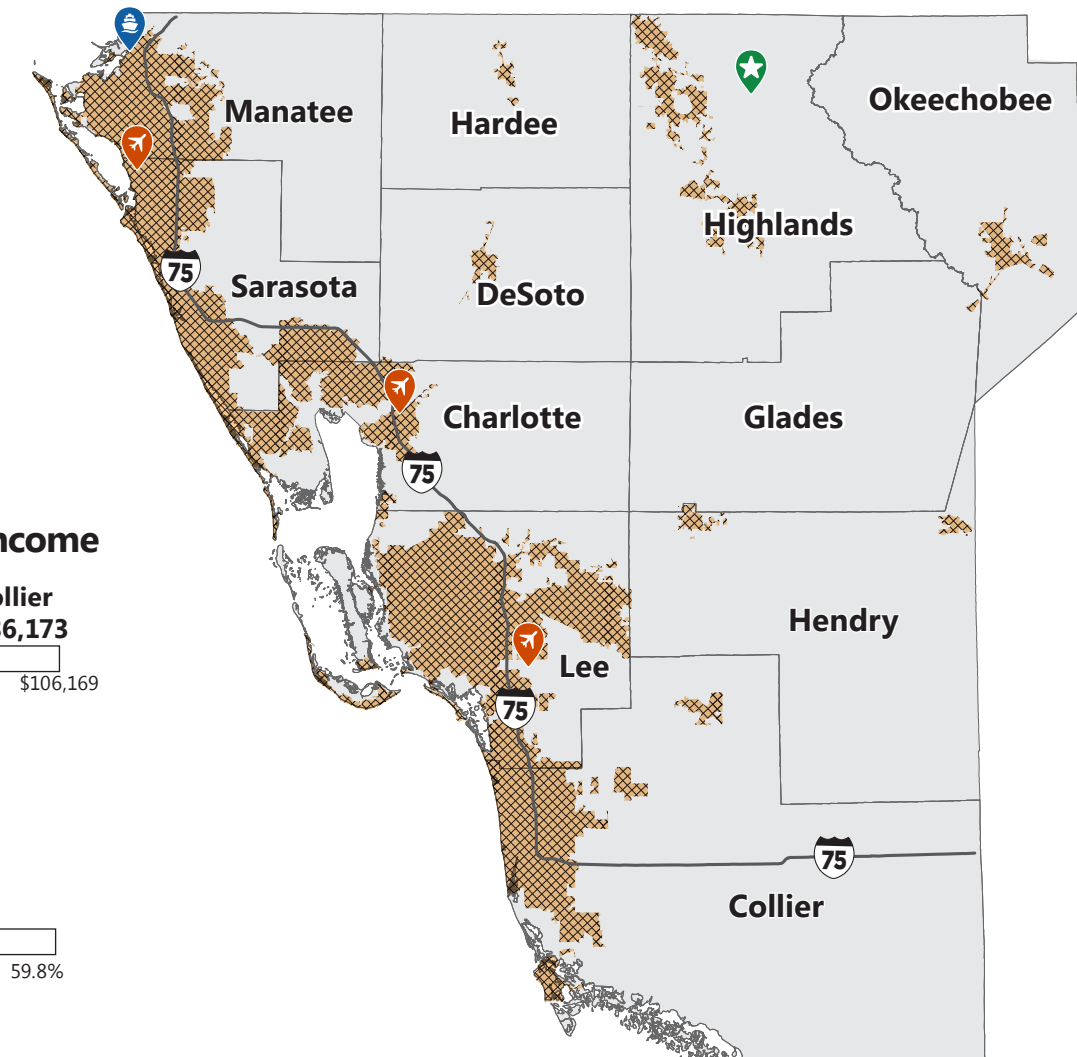 Manatee
Hardee
Okeechobee
Highlands
75
Sarasota
DeSoto
Charlotte
Glades
75
ncome
ollier
6,173
$106,169
Hendry
Lee
75
75
Collier
59.8%